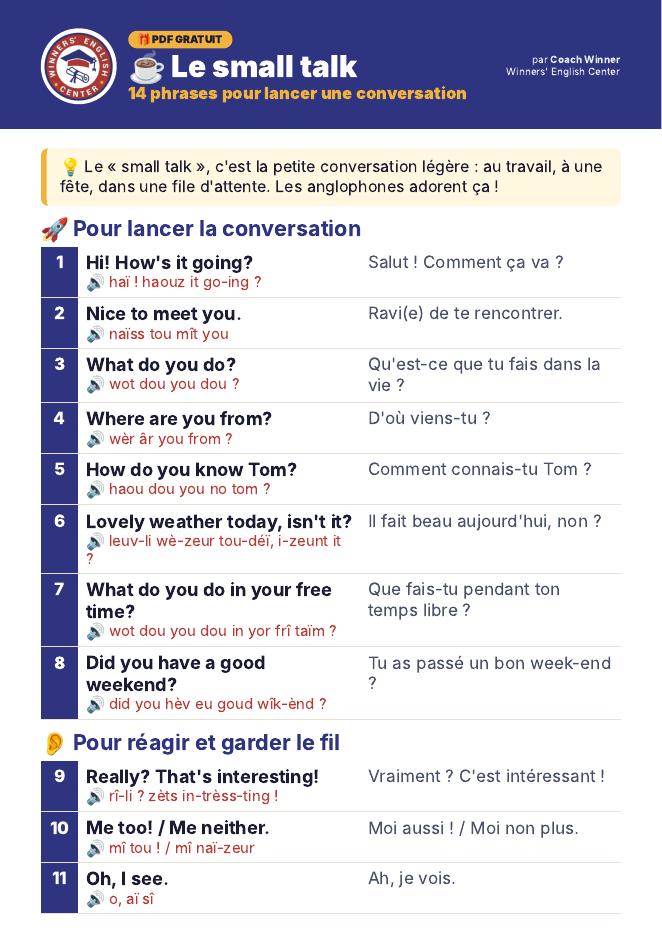 WINNERS' ENGLISH CENTER
🎁 PDF GRATUIT
☕ Le small talk
14 phrases pour lancer une conversation
par Coach Winner
Winners' English Center
💡 Le « small talk », c'est la petite conversation légère : au travail, à une
fête, dans une file d'attente. Les anglophones adorent ça !
🚀 Pour lancer la conversation
1 Hi! How's it going? Salut ! Comment ça va ?
🔊 haï ! haouz it go-ing ?
2 Nice to meet you. Ravi(e) de te rencontrer.
🔊 naïss tou mît you
3 What do you do? Qu'est-ce que tu fais dans la
vie ?
🔊 wot dou you dou ?
4 Where are you from? D'où viens-tu ?
🔊 wèr âr you from ?
5 How do you know Tom? Comment connais-tu Tom ?
🔊 haou dou you no tom ?
6 Lovely weather today, isn't it? Il fait beau aujourd'hui, non ?
🔊 leuv-li wè-zeur tou-déï, i-zeunt it
?
7 What do you do in your free
time?
🔊 wot dou you dou in yor frî taïm ?
Que fais-tu pendant ton
temps libre ?
8 Did you have a good
weekend?
🔊 did you hèv eu goud wîk-ènd ?
Tu as passé un bon week-end
?
👂 Pour réagir et garder le fil
9 Really? That's interesting! Vraiment ? C'est intéressant !
🔊 rî-li ? zèts in-trèss-ting !
10 Me too! / Me neither. Moi aussi ! / Moi non plus.
🔊 mî tou ! / mî naï-zeur
11 Oh, I see. Ah, je vois.
🔊 o, aï sî